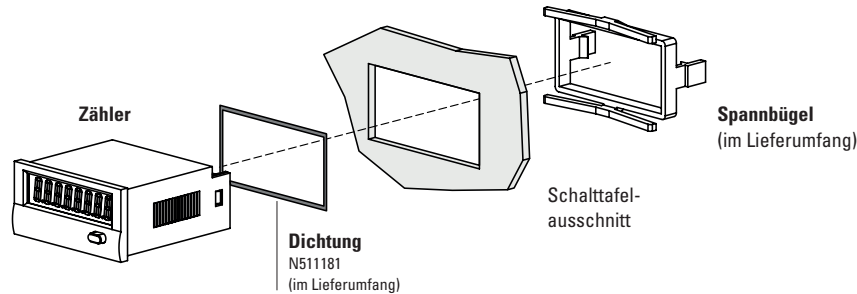 Zähler
Spannbügel
(im Lieferumfang)
Schalttafel-
ausschnitt
Dichtung
N511181
(im Lieferumfang)